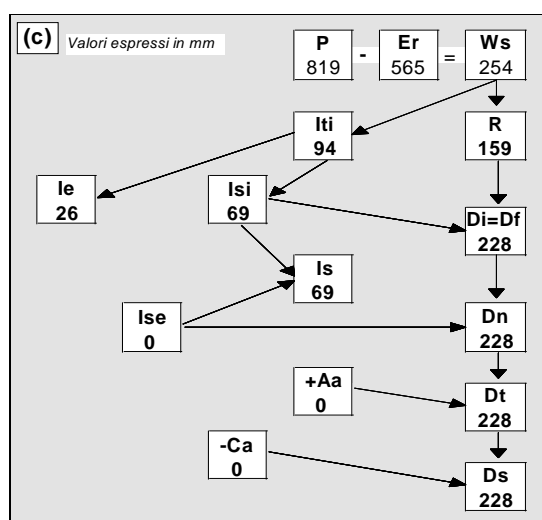 (c) Valori espressi in mm
P - Er = Ws
819 565 254
Iti R
94 159
Ie Isi Di=Df
26 69 228
Is
69
Ise Dn
0 228
+Aa Dt
0 228
-Ca Ds
0 228